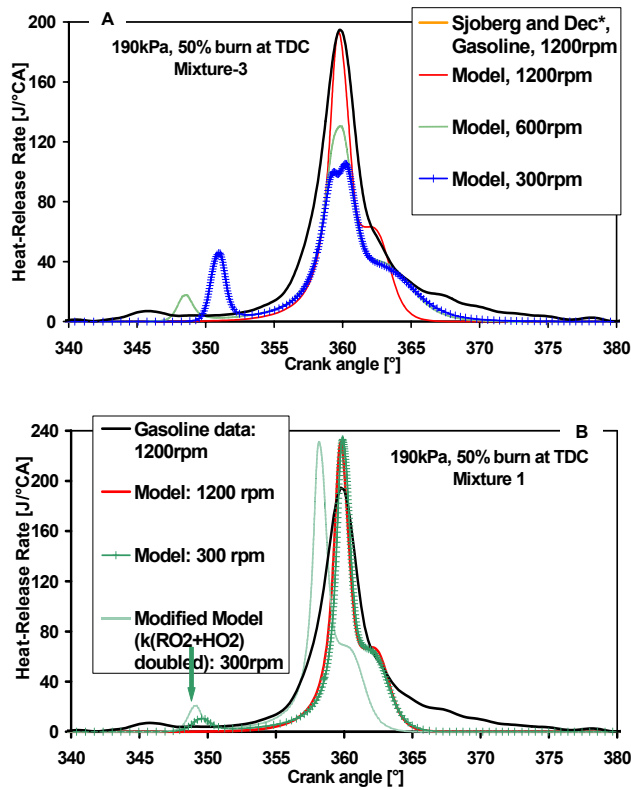 A
190kPa, 50% burn at TDC
Mixture-3
Sjoberg and Dec*,
Gasoline, 1200rpm
Model, 1200rpm
Model, 600rpm
Model, 300rpm
Heat-Release Rate [J/°CA]
200
160
120
80
40
0
340 345 350 355 360 365 370 375 380
Crank angle [°]
B
Gasoline data:
1200rpm
Model: 1200 rpm
Model: 300 rpm
Modified Model
(k(RO2+HO2)
doubled): 300rpm
190kPa, 50% burn at TDC
Mixture 1
Heat-Release Rate [J/°CA]
240
200
160
120
80
40
0
340 345 350 355 360 365 370 375 380
Crank angle [°]